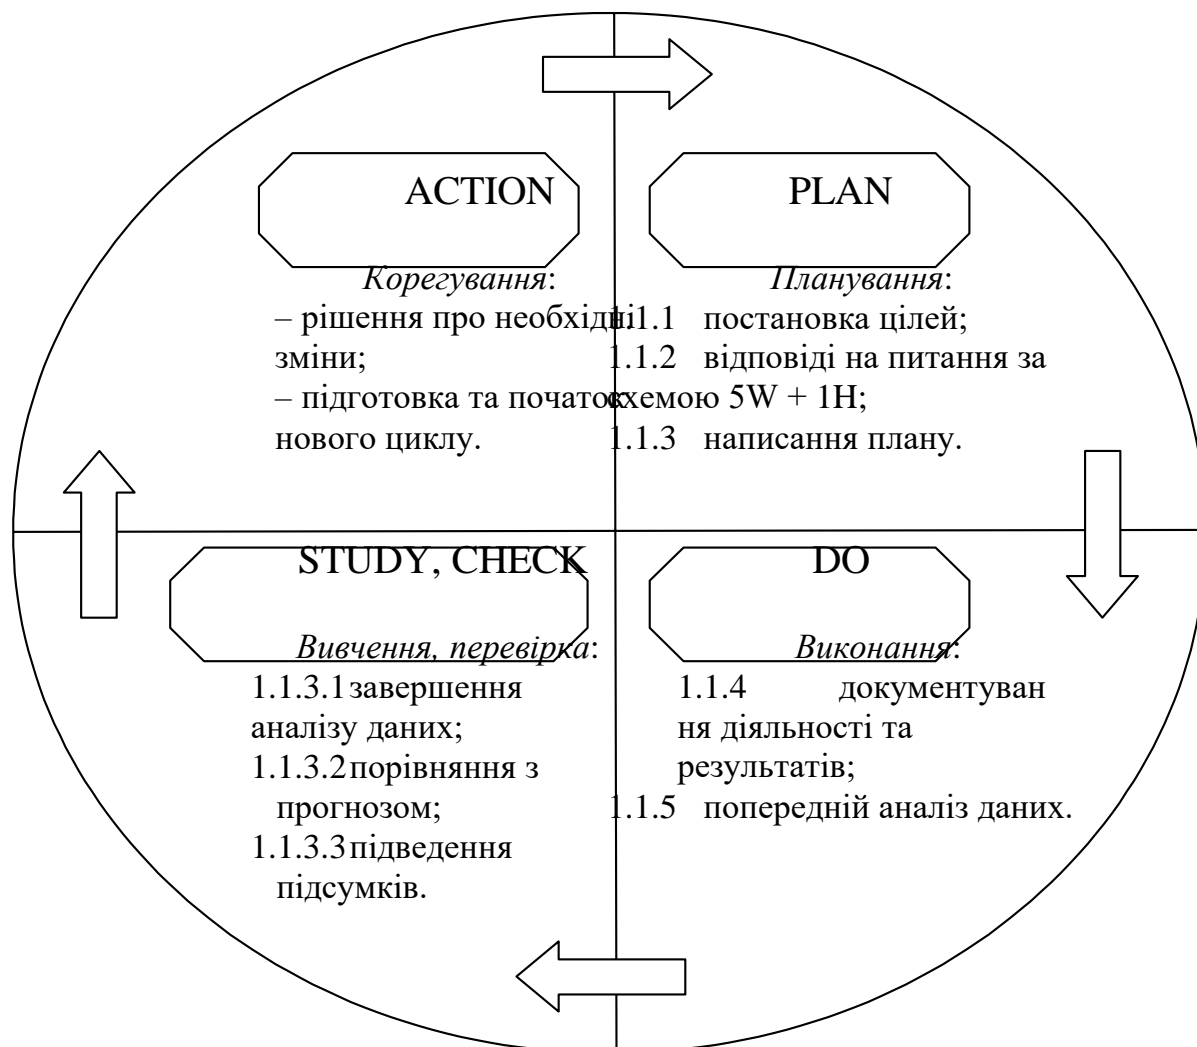 ACTION
Корегування:
– рішення про необхідні
зміни;
– підготовка та початок
нового циклу.
PLAN
Планування:
1.1.1 постановка цілей;
1.1.2 відповіді на питання за
схемою 5W + 1H;
1.1.3 написання плану.
STUDY, CHECK
Вивчення, перевірка:
1.1.3.1 завершення
аналізу даних;
1.1.3.2 порівняння з
прогнозом;
1.1.3.3 підведення
підсумків.
DO
Виконання:
1.1.4 документуван
ня діяльності та
результатів;
1.1.5 попередній аналіз даних.